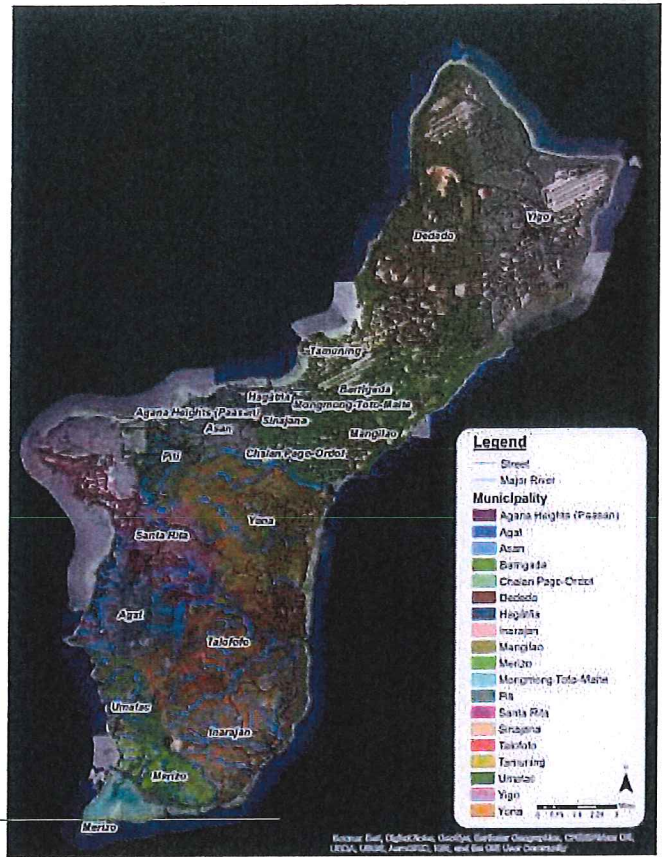 Dededo
Yigo
Tamuning
Barrigada
Hagåtña
Mongmong-Toto-Maite
Agana Heights (Paasan)
Sinajana
Asan
Mangilao
Piti
Chalan Pago-Ordot
Yona
Santa Rita
Agat
Talofofo
Umatac
Inarajan
Merizo
Merizo
Legend
Street
Major River
Municipality
Agana Heights (Paasan)
Agat
Asan
Barrigada
Chalan Pago-Ordot
Dededo
Hagåtña
Inarajan
Mangilao
Merizo
Mongmong-Toto-Maite
Piti
Santa Rita
Sinajana
Talofofo
Tamuning
Umatac
Yigo
Yona
Miles